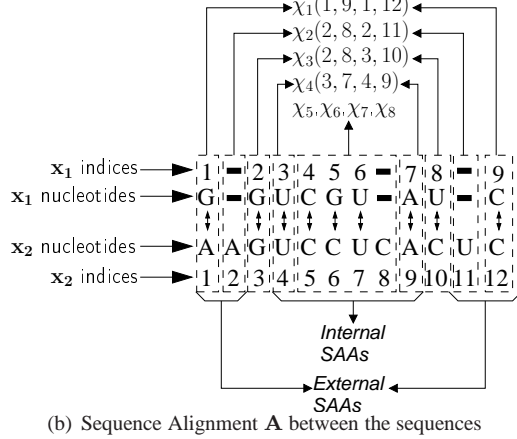 χ₁(1, 9, 1, 12)
χ₂(2, 8, 2, 11)
χ₃(2, 8, 3, 10)
χ₄(3, 7, 4, 9)
χ₅, χ₆, χ₇, χ₈
x₁ indices 1 - 2 3 4 5 6 - 7 8 - 9
x₁ nucleotides G - G U C G U - A U - C
x₂ nucleotides A A G U C C U C A C U C
x₂ indices 1 2 3 4 5 6 7 8 9 10 11 12
Internal
SAAs
External
SAAs
(b) Sequence Alignment A between the sequences